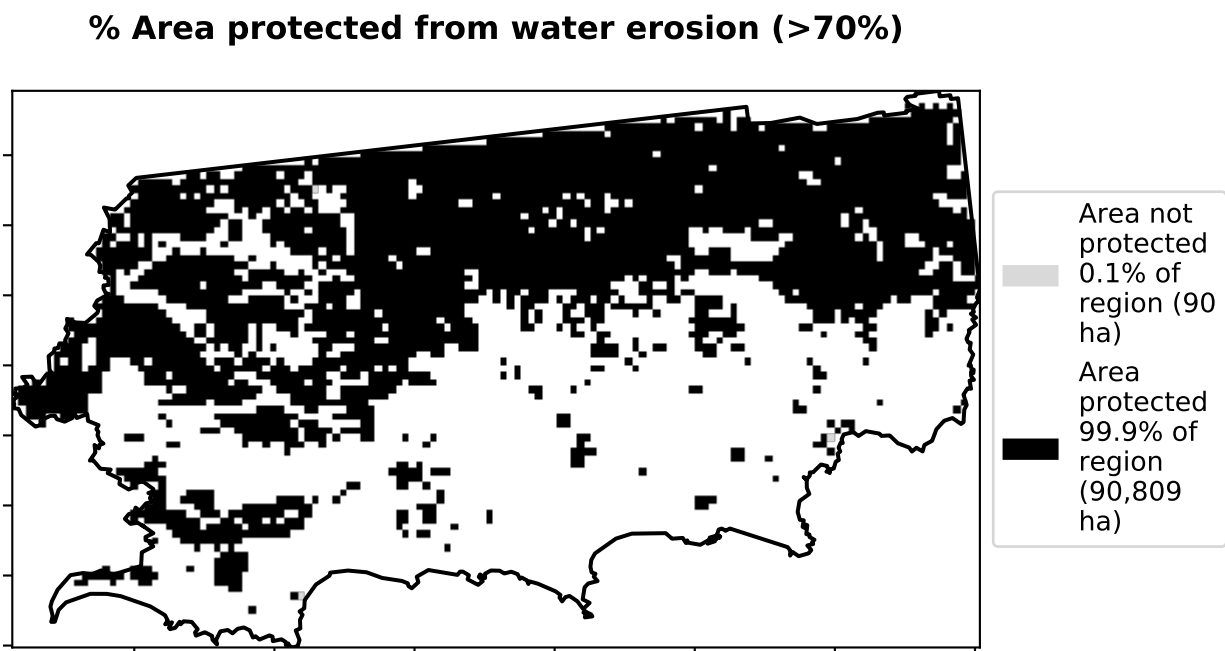 % Area protected from water erosion (>70%)
Area not
protected
0.1% of
region (90
ha)
Area
protected
99.9% of
region
(90,809
ha)